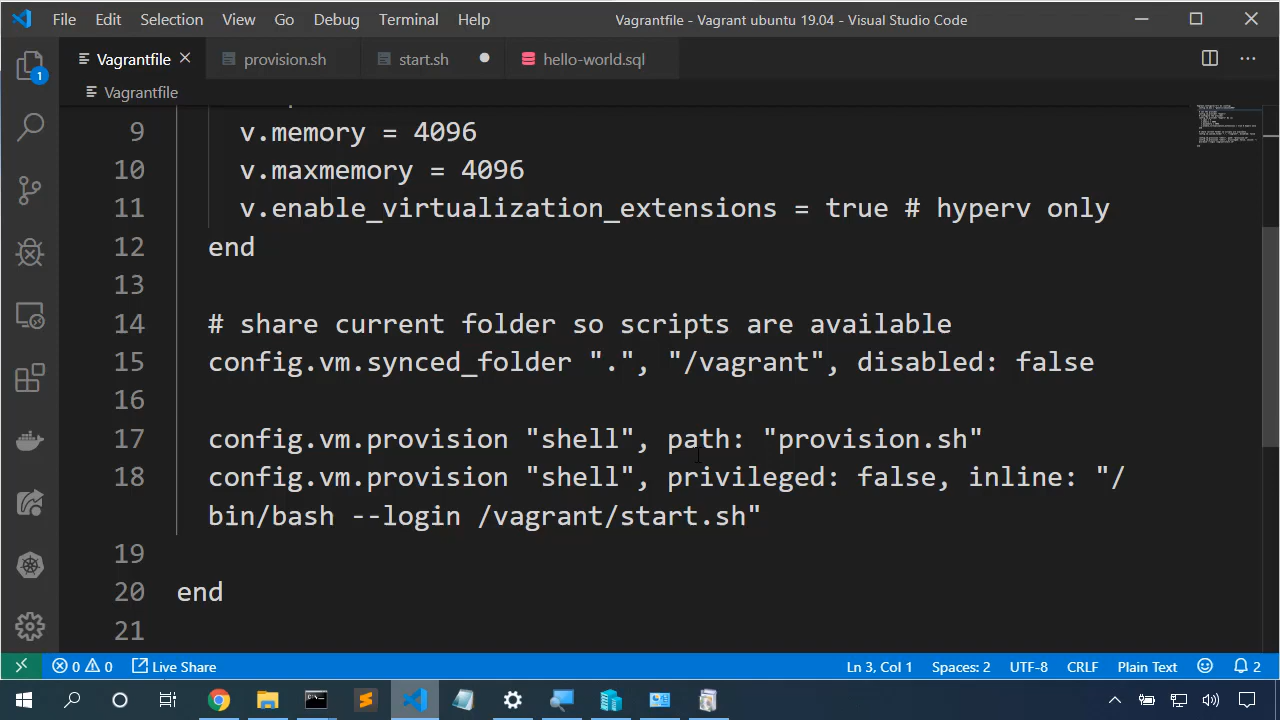 File Edit Selection View Go Debug Terminal Help Vagrantfile - Vagrant ubuntu 19.04 - Visual Studio Code
Vagrantfile provision.sh start.sh hello-world.sql
1
Vagrantfile
9 v.memory = 4096
10 v.maxmemory = 4096
11 v.enable_virtualization_extensions = true # hyperv only
12 end
13
14 # share current folder so scripts are available
15 config.vm.synced_folder ".", "/vagrant", disabled: false
16
17 config.vm.provision "shell", path: "provision.sh"
18 config.vm.provision "shell", privileged: false, inline: "/
bin/bash --login /vagrant/start.sh"
19
20 end
21
0 0 Live Share Ln 3, Col 1 Spaces: 2 UTF-8 CRLF Plain Text 2